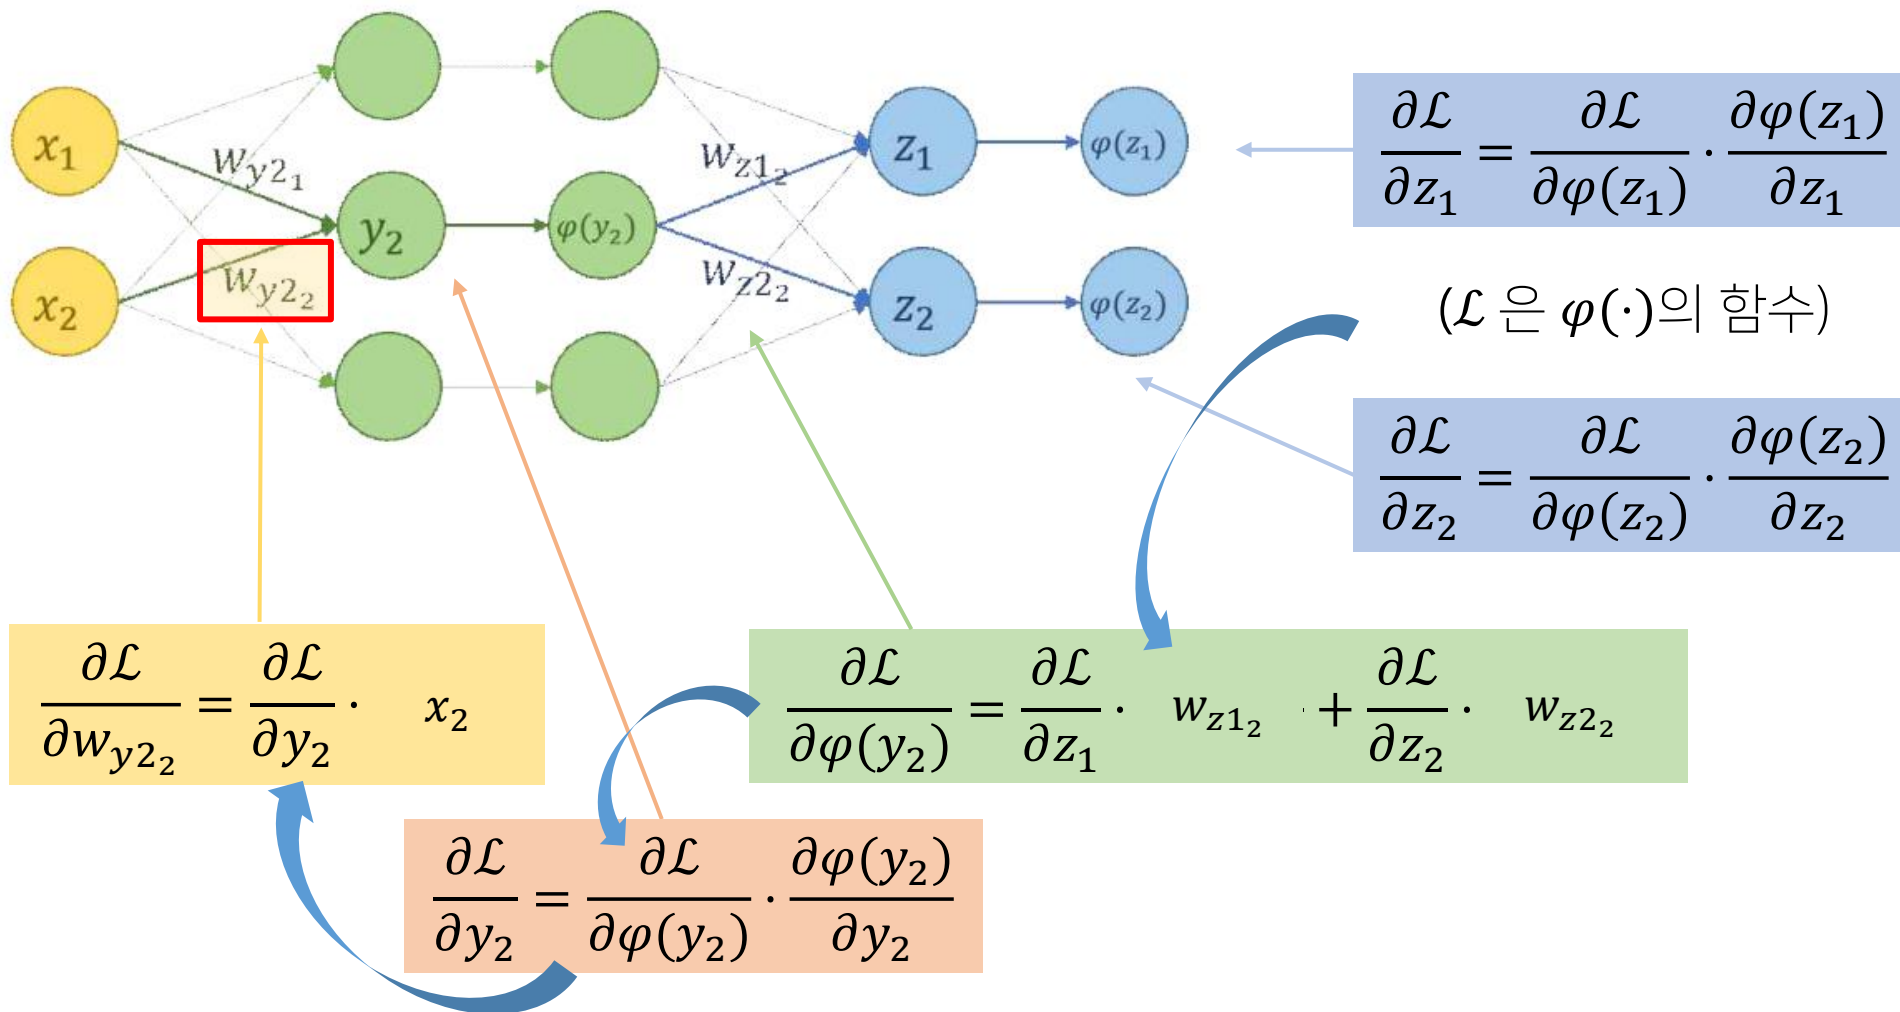 x₁
w_{y2₁}
y₂
φ(y₂)
w_{z1₂}
z₁
φ(z₁)
∂ℒ/∂z₁ = ∂ℒ/∂φ(z₁) · ∂φ(z₁)/∂z₁
x₂
w_{y2₂}
w_{z2₂}
z₂
φ(z₂)
(ℒ 은 φ(·)의 함수)
∂ℒ/∂z₂ = ∂ℒ/∂φ(z₂) · ∂φ(z₂)/∂z₂
∂ℒ/∂w_{y2₂} = ∂ℒ/∂y₂ · x₂
∂ℒ/∂φ(y₂) = ∂ℒ/∂z₁ · w_{z1₂} + ∂ℒ/∂z₂ · w_{z2₂}
∂ℒ/∂y₂ = ∂ℒ/∂φ(y₂) · ∂φ(y₂)/∂y₂